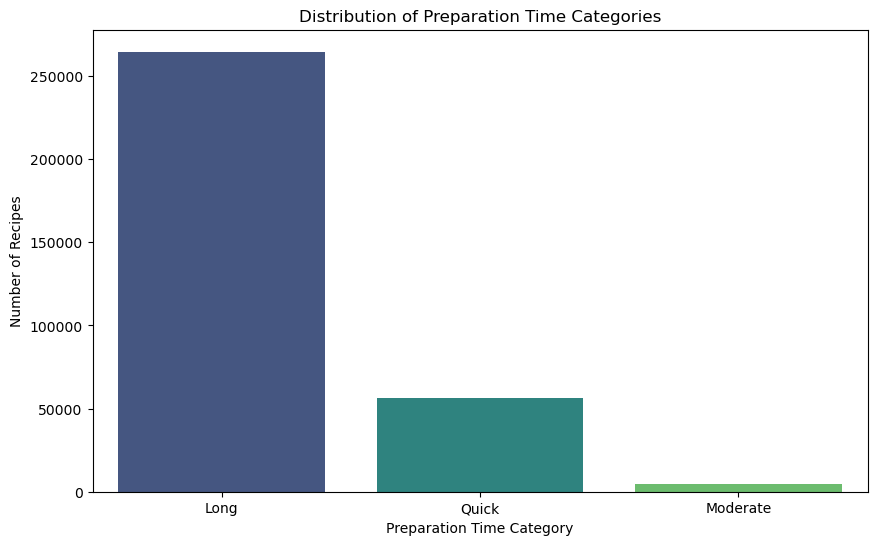 Distribution of Preparation Time Categories
Number of Recipes
250000
200000
150000
100000
50000
0
Long Quick Moderate
Preparation Time Category